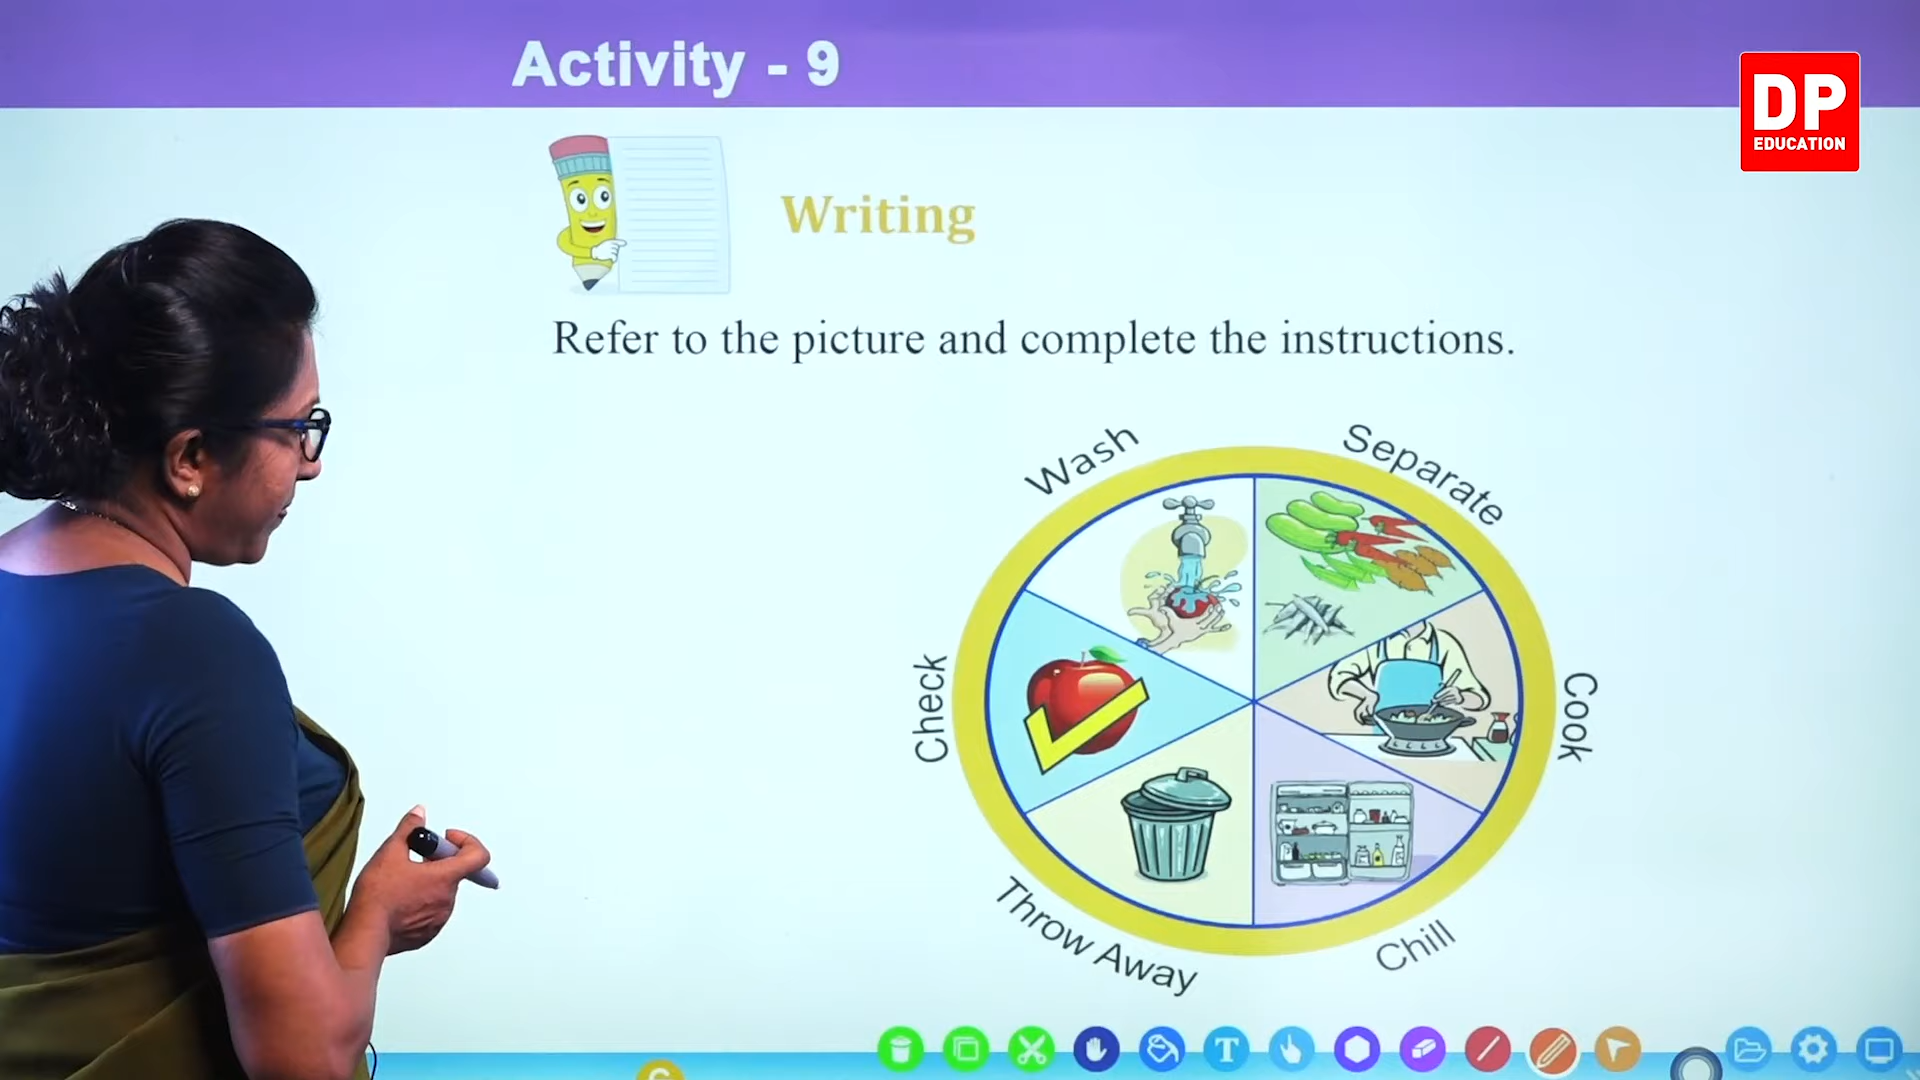 Activity - 9
DP
EDUCATION
Writing
Refer to the picture and complete the instructions.
Wash
Separate
Check
Cook
Throw Away
Chill
T